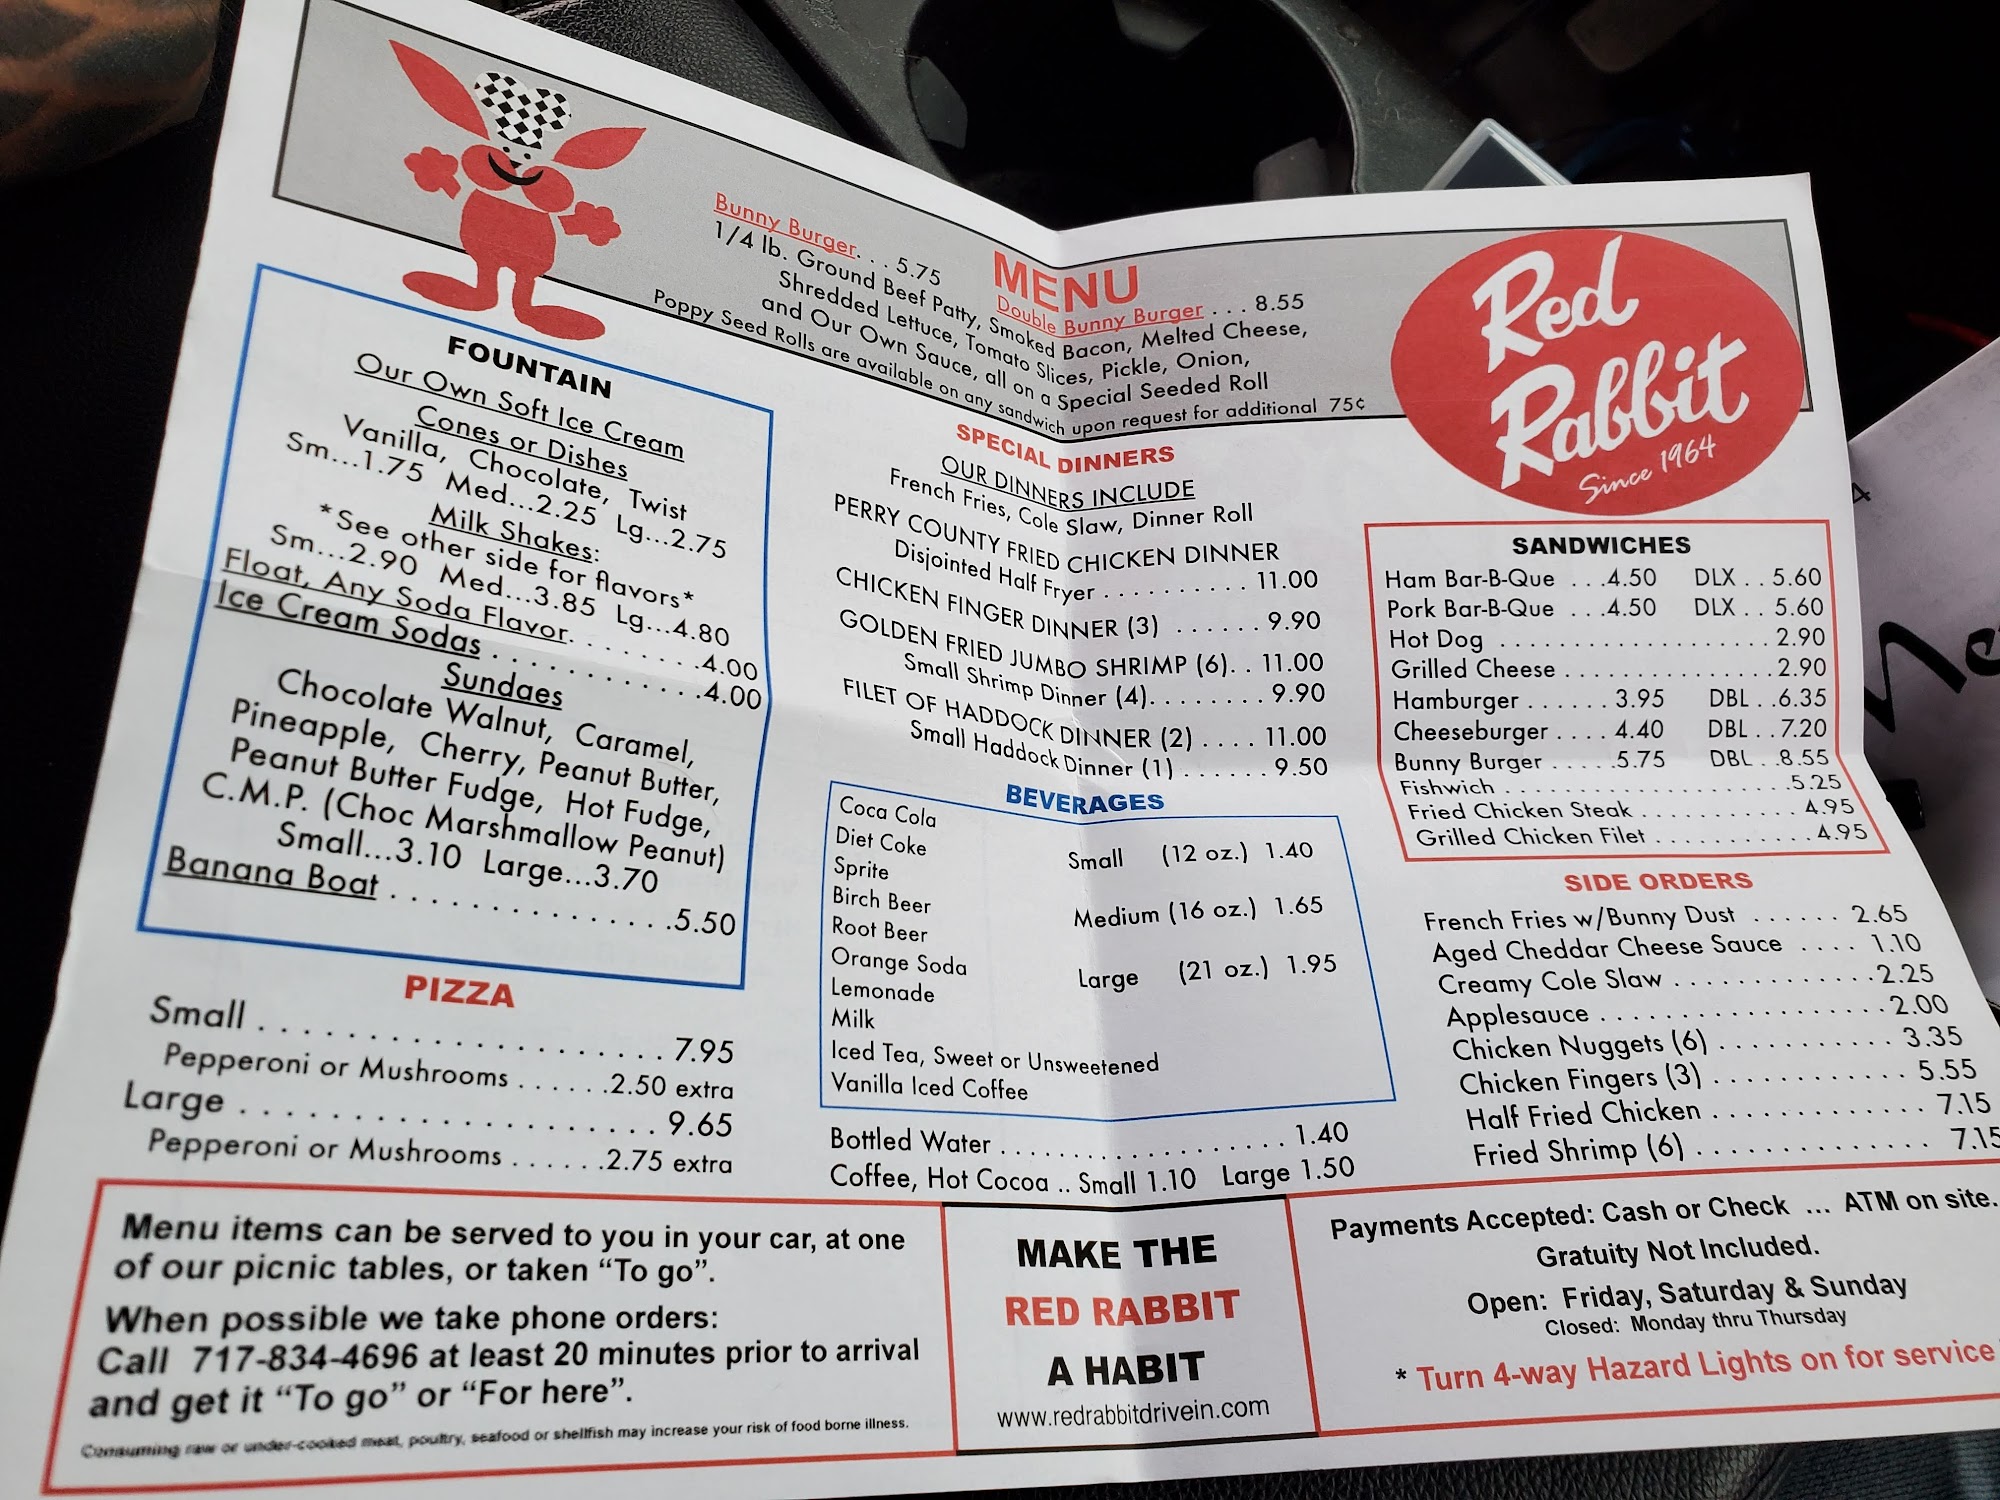 MENU
Bunny Burger. . . 5.75
Double Bunny Burger . . . 8.55
1/4 lb. Ground Beef Patty, Smoked Bacon, Melted Cheese,
Shredded Lettuce, Tomato Slices, Pickle, Onion,
and Our Own Sauce, all on a Special Seeded Roll
Poppy Seed Rolls are available on any sandwich upon request for additional 75¢
Red
Rabbit
Since 1964
FOUNTAIN
Our Own Soft Ice Cream
Cones or Dishes
Vanilla, Chocolate, Twist
Sm...1.75 Med...2.25 Lg...2.75
Milk Shakes:
*See other side for flavors*
Sm...2.90 Med...3.85 Lg...4.80
Float, Any Soda Flavor. . . . . . . .4.00
Ice Cream Sodas . . . . . . . . . . . .4.00
Sundaes
Chocolate Walnut, Caramel,
Pineapple, Cherry, Peanut Butter,
Peanut Butter Fudge, Hot Fudge,
C.M.P. (Choc Marshmallow Peanut)
Small...3.10 Large...3.70
Banana Boat . . . . . . . . . . . . . . .5.50
PIZZA
Small . . . . . . . . . . . . . . . . . . . 7.95
Pepperoni or Mushrooms . . . . . .2.50 extra
Large . . . . . . . . . . . . . . . . . . . 9.65
Pepperoni or Mushrooms . . . . . .2.75 extra
SPECIAL DINNERS
OUR DINNERS INCLUDE
French Fries, Cole Slaw, Dinner Roll
PERRY COUNTY FRIED CHICKEN DINNER
Disjointed Half Fryer . . . . . . . . . . 11.00
CHICKEN FINGER DINNER (3) . . . . . . 9.90
GOLDEN FRIED JUMBO SHRIMP (6). . 11.00
Small Shrimp Dinner (4). . . . . . . . 9.90
FILET OF HADDOCK DINNER (2) . . . . 11.00
Small Haddock Dinner (1) . . . . . . 9.50
BEVERAGES
Coca Cola
Diet Coke
Sprite
Birch Beer
Root Beer
Orange Soda
Lemonade
Milk
Iced Tea, Sweet or Unsweetened
Vanilla Iced Coffee
Small (12 oz.) 1.40
Medium (16 oz.) 1.65
Large (21 oz.) 1.95
Bottled Water . . . . . . . . . . . . . . . . . . 1.40
Coffee, Hot Cocoa .. Small 1.10 Large 1.50
SANDWICHES
Ham Bar-B-Que . . .4.50 DLX . . 5.60
Pork Bar-B-Que . . .4.50 DLX . . 5.60
Hot Dog . . . . . . . . . . . . . . . . . . 2.90
Grilled Cheese . . . . . . . . . . . . . . .2.90
Hamburger . . . . . . 3.95 DBL . .6.35
Cheeseburger . . . . 4.40 DBL . . 7.20
Bunny Burger . . . . .5.75 DBL . .8.55
Fishwich . . . . . . . . . . . . . . . . . . .5.25
Fried Chicken Steak . . . . . . . . . . . 4.95
Grilled Chicken Filet . . . . . . . . . . .4.95
SIDE ORDERS
French Fries w/Bunny Dust . . . . . . 2.65
Aged Cheddar Cheese Sauce . . . . 1.10
Creamy Cole Slaw . . . . . . . . . . . . .2.25
Applesauce . . . . . . . . . . . . . . . . . .2.00
Chicken Nuggets (6) . . . . . . . . . . . 3.35
Chicken Fingers (3) . . . . . . . . . . . . 5.55
Half Fried Chicken . . . . . . . . . . . . . 7.15
Fried Shrimp (6) . . . . . . . . . . . . . . 7.15
Menu items can be served to you in your car, at one
of our picnic tables, or taken “To go”.
When possible we take phone orders:
Call 717-834-4696 at least 20 minutes prior to arrival
and get it “To go” or “For here”.
Consuming raw or under-cooked meat, poultry, seafood or shellfish may increase your risk of food borne illness.
MAKE THE
RED RABBIT
A HABIT
www.redrabbitdrivein.com
Payments Accepted: Cash or Check ... ATM on site.
Gratuity Not Included.
Open: Friday, Saturday & Sunday
Closed: Monday thru Thursday
* Turn 4-way Hazard Lights on for service